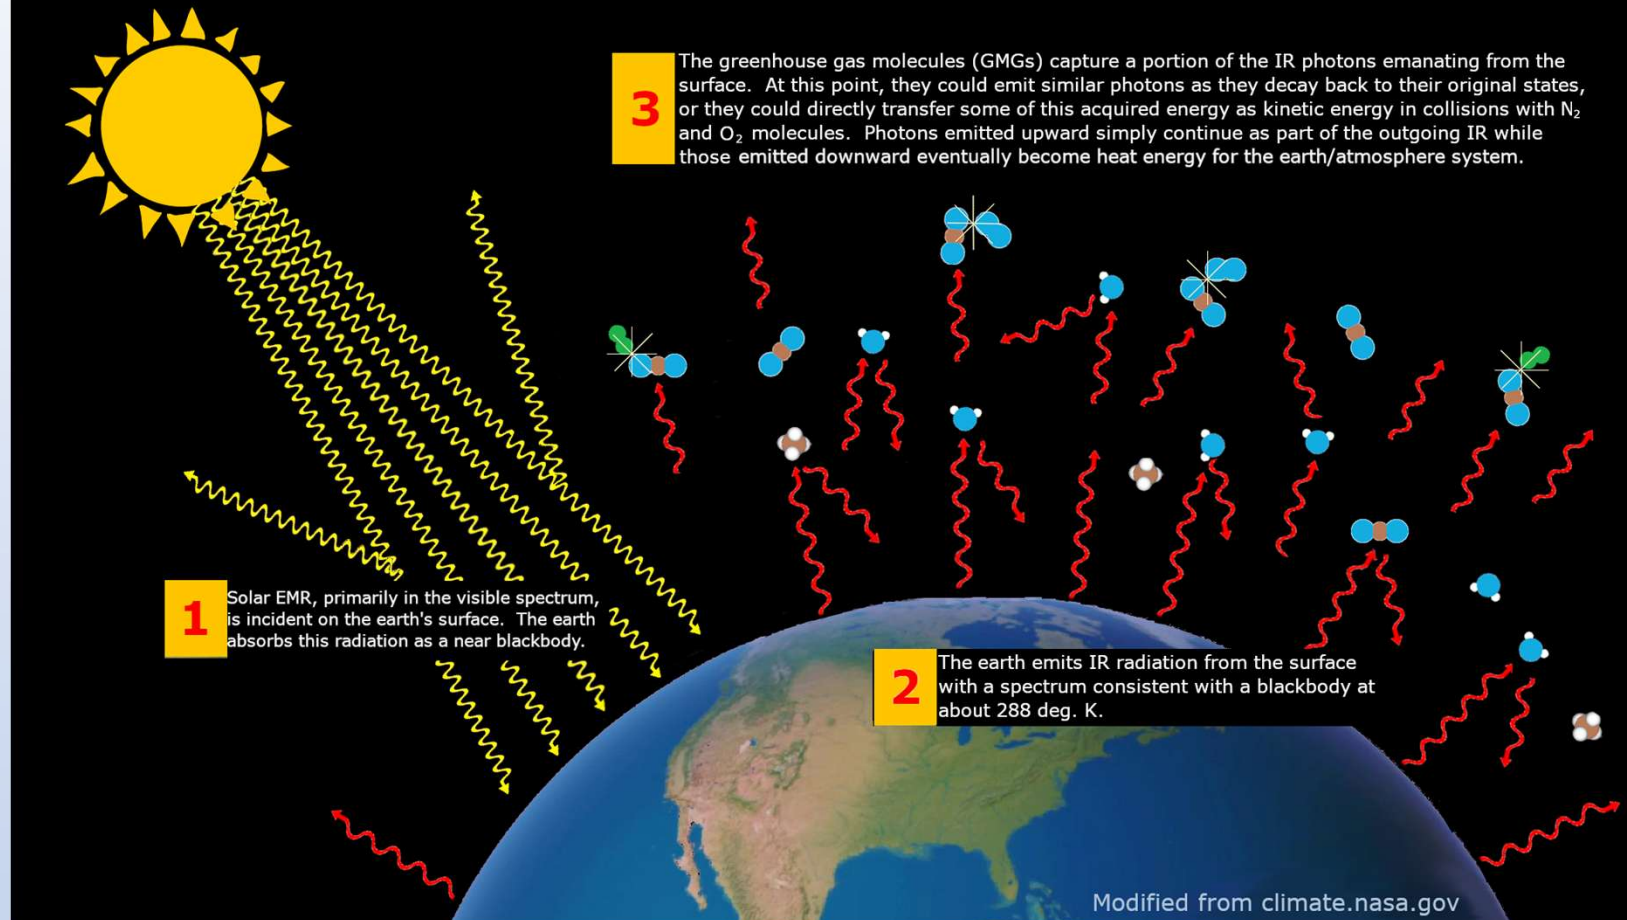 3
The greenhouse gas molecules (GMGs) capture a portion of the IR photons emanating from the
surface. At this point, they could emit similar photons as they decay back to their original states,
or they could directly transfer some of this acquired energy as kinetic energy in collisions with N₂
and O₂ molecules. Photons emitted upward simply continue as part of the outgoing IR while
those emitted downward eventually become heat energy for the earth/atmosphere system.
1
Solar EMR, primarily in the visible spectrum,
is incident on the earth's surface. The earth
absorbs this radiation as a near blackbody.
2
The earth emits IR radiation from the surface
with a spectrum consistent with a blackbody at
about 288 deg. K.
Modified from climate.nasa.gov